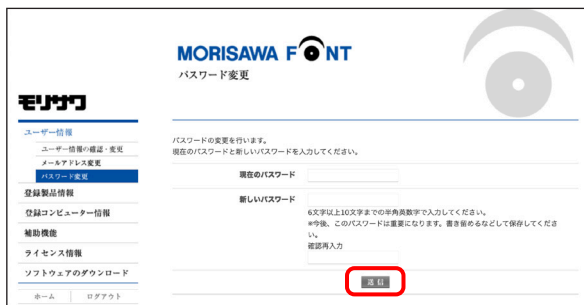 MORISAWA FONT
パスワード変更
モリサワ
ユーザー情報
ユーザー情報の確認・変更
メールアドレス変更
パスワード変更
登録製品情報
登録コンピューター情報
補助機能
ライセンス情報
ソフトウェアのダウンロード
ホーム
ログアウト
パスワードの変更を行います。
現在のパスワードと新しいパスワードを入力してください。
現在のパスワード
新しいパスワード
6文字以上10文字までの半角英数字で入力してください。
※今後、このパスワードは重要になります。書き留めるなどして保存してくださ
い。
確認再入力
送信